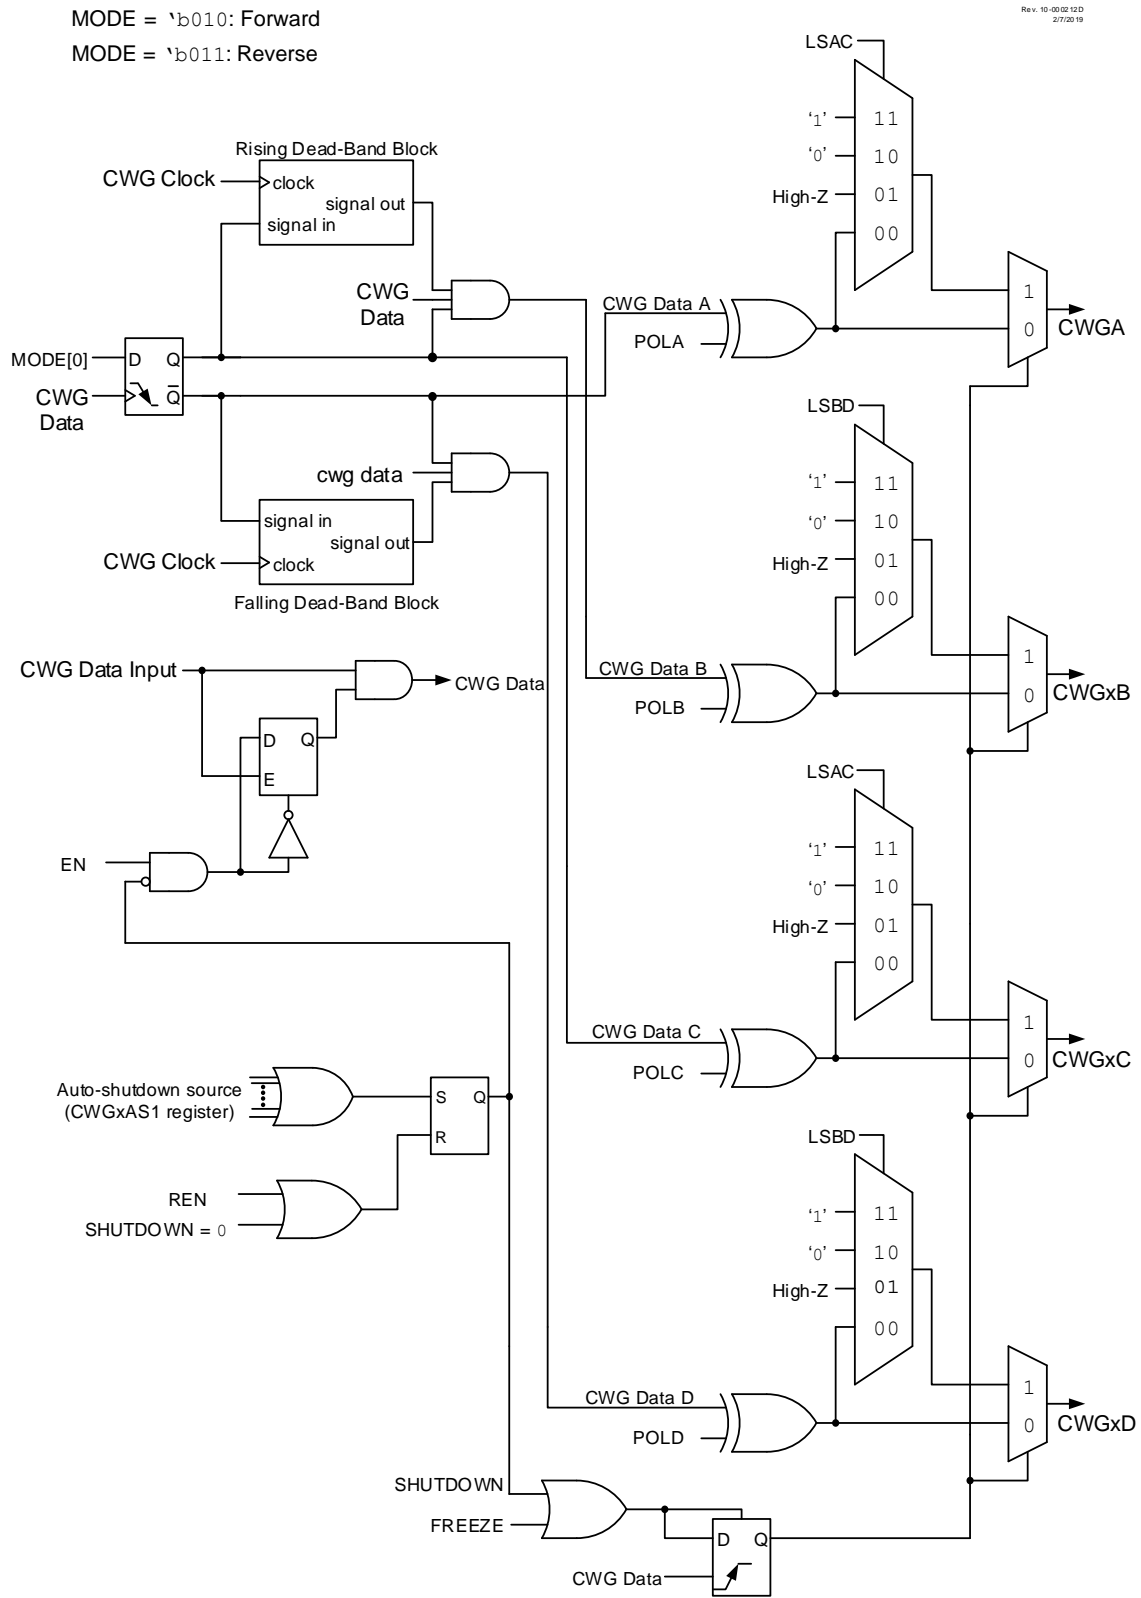 MODE = ‘b010: Forward
MODE = ‘b011: Reverse
Rev. 10-000212D
2/7/2019
LSAC
‘1’
11
‘0’
10
High-Z
01
00
Rising Dead-Band Block
CWG Clock
clock
signal out
signal in
CWG
Data
CWG Data A
POLA
1
0
CWGA
MODE[0]
D
Q
CWG
Data
Q
LSBD
‘1’
11
‘0’
10
High-Z
01
00
cwg data
signal in
signal out
CWG Clock
clock
Falling Dead-Band Block
CWG Data Input
CWG Data
CWG Data B
POLB
1
0
CWGxB
D
Q
E
EN
LSAC
‘1’
11
‘0’
10
High-Z
01
00
CWG Data C
POLC
1
0
CWGxC
Auto-shutdown source
(CWGxAS1 register)
S
Q
R
REN
SHUTDOWN = 0
LSBD
‘1’
11
‘0’
10
High-Z
01
00
CWG Data D
POLD
1
0
CWGxD
SHUTDOWN
FREEZE
D
Q
CWG Data